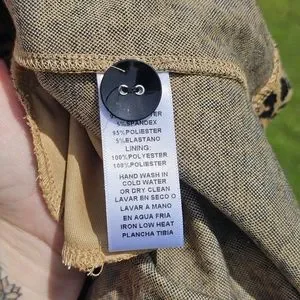 5%SPANDEX
95%POLIESTER
5%ELASTANO
LINING:
100%POLYESTER
100%POLIESTER
HAND WASH IN
COLD WATER
OR DRY CLEAN
LAVAR EN SECO O
LAVAR A MANO
EN AGUA FRIA
IRON LOW HEAT
PLANCHA TIBIA